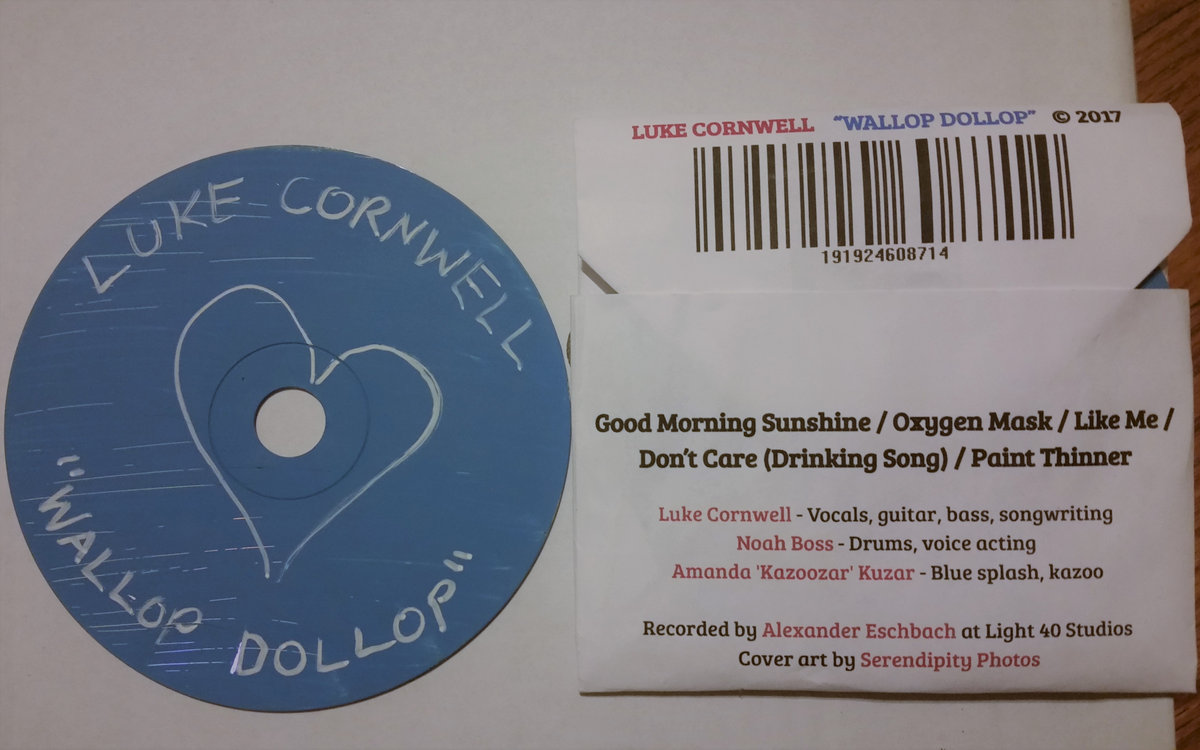 LUKE CORNWELL
"WALLOP DOLLOP"
LUKE CORNWELL "WALLOP DOLLOP" © 2017
191924608714
Good Morning Sunshine / Oxygen Mask / Like Me /
Don't Care (Drinking Song) / Paint Thinner
Luke Cornwell - Vocals, guitar, bass, songwriting
Noah Boss - Drums, voice acting
Amanda 'Kazoozar' Kuzar - Blue splash, kazoo
Recorded by Alexander Eschbach at Light 40 Studios
Cover art by Serendipity Photos